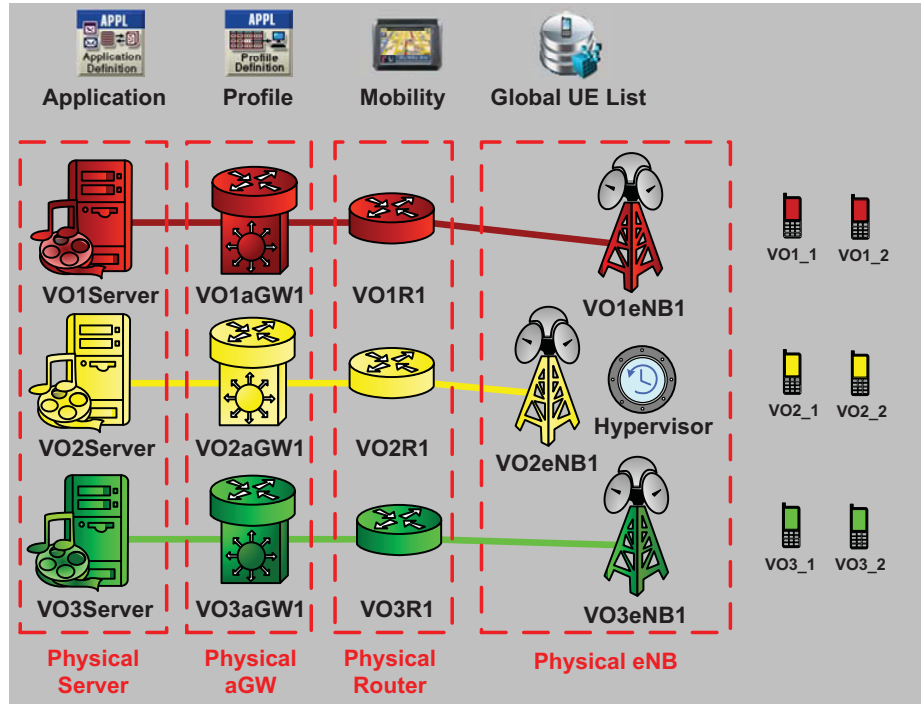 APPL
Application
Definition
APPL
Profile
Definition
Application
Profile
Mobility
Global UE List
VO1Server
VO1aGW1
VO1R1
VO1eNB1
VO1_1
VO1_2
VO2Server
VO2aGW1
VO2R1
VO2eNB1
Hypervisor
VO2_1
VO2_2
VO3Server
VO3aGW1
VO3R1
VO3eNB1
VO3_1
VO3_2
Physical
Server
Physical
aGW
Physical
Router
Physical eNB